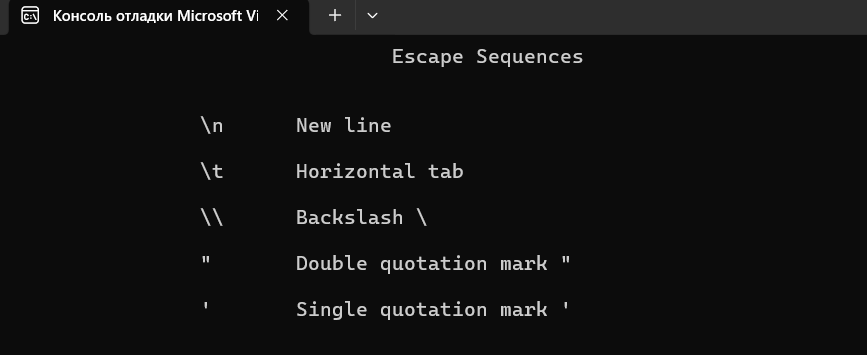 Консоль отладки Microsoft Vi
Escape Sequences
\n New line
\t Horizontal tab
\\ Backslash \
" Double quotation mark "
' Single quotation mark '